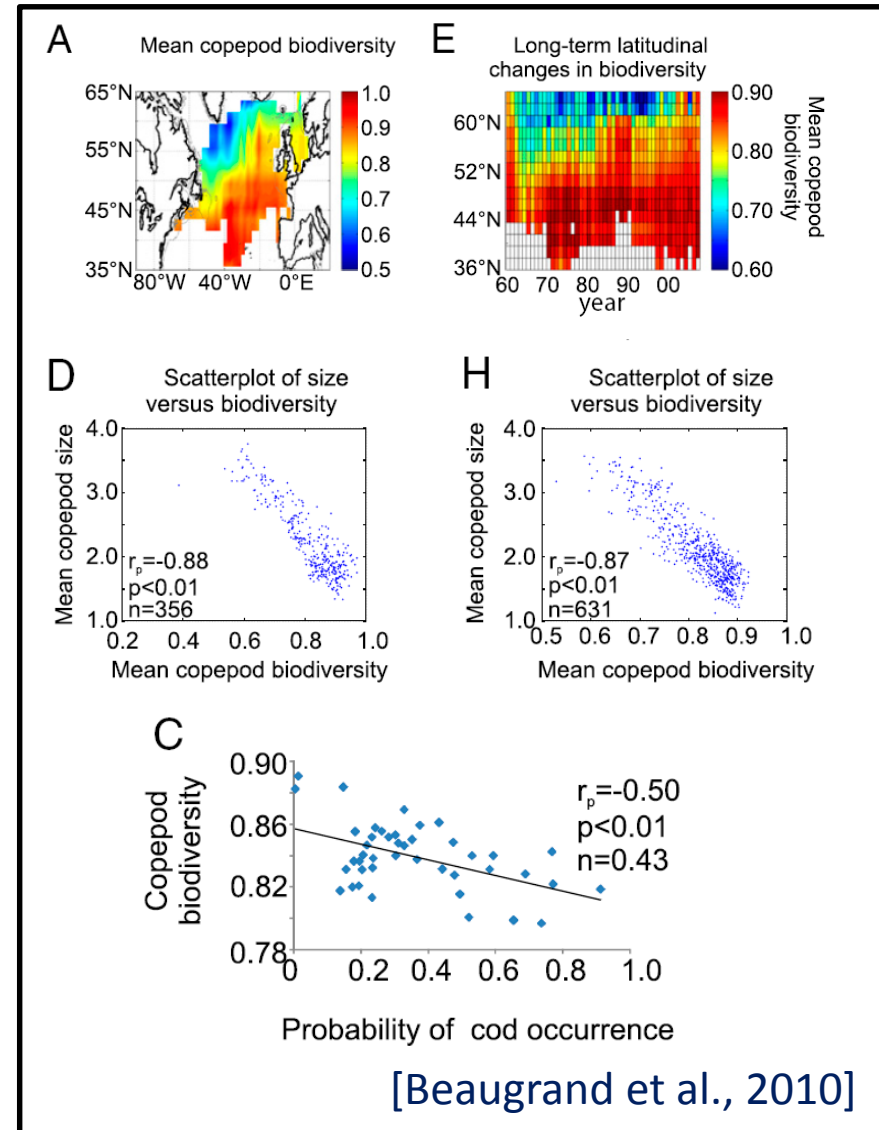 A
Mean copepod biodiversity
65°N
55°N
45°N
35°N
80°W 40°W 0°E
1.0
0.9
0.8
0.7
0.6
0.5
E
Long-term latitudinal
changes in biodiversity
60°N
52°N
44°N
36°N
60 70 80 90 00
year
0.90
0.80
0.70
0.60
Mean copepod
biodiversity
D
Scatterplot of size
versus biodiversity
Mean copepod size
4.0
3.0
2.0
1.0
rp=-0.88
p<0.01
n=356
0.2 0.4 0.6 0.8 1.0
Mean copepod biodiversity
H
Scatterplot of size
versus biodiversity
Mean copepod size
4.0
3.0
2.0
1.0
rp=-0.87
p<0.01
n=631
0.5 0.6 0.7 0.8 0.9 1.0
Mean copepod biodiversity
C
Copepod
biodiversity
0.90
0.86
0.82
0.78
rp=-0.50
p<0.01
n=0.43
0 0.2 0.4 0.6 0.8 1.0
Probability of cod occurrence
[Beaugrand et al., 2010]